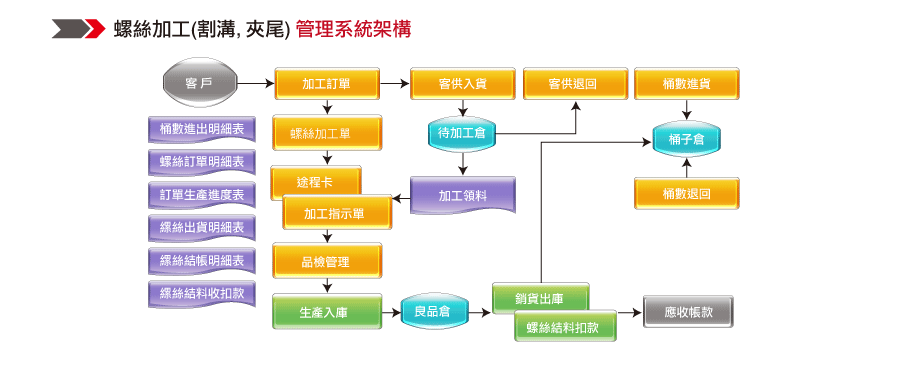 螺絲加工(割溝, 夾尾) 管理系統架構
客戶
加工訂單
客供入貨
客供退回
桶數進貨
桶數進出明細表
螺絲加工單
待加工倉
桶子倉
螺絲訂單明細表
途程卡
加工領料
桶數退回
訂單生產進度表
加工指示單
螺絲出貨明細表
品檢管理
螺絲結帳明細表
螺絲結料收扣款
生產入庫
良品倉
銷貨出庫
螺絲結料扣款
應收帳款